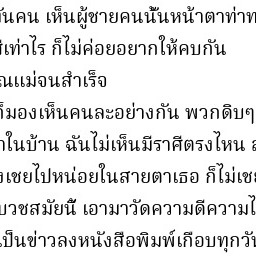 ันคน เห็นผู้ชายคนนั้นหน้าตาท่าท
่เท่าไร ก็ไม่ค่อยอยากให้คบกัน
ณแม่จนสำเร็จ
ก็มองเห็นคนละอย่างกัน พวกดิบๆ
าในบ้าน ฉันไม่เห็นมีราศีตรงไหน ส
งเชยไปหน่อยในสายตาเธอ ก็ไม่เชย
บวชสมัยนี้ เอามาวัดความดีความไ
เป็นข่าวลงหนังสือพิมพ์เกือบทุกวัน